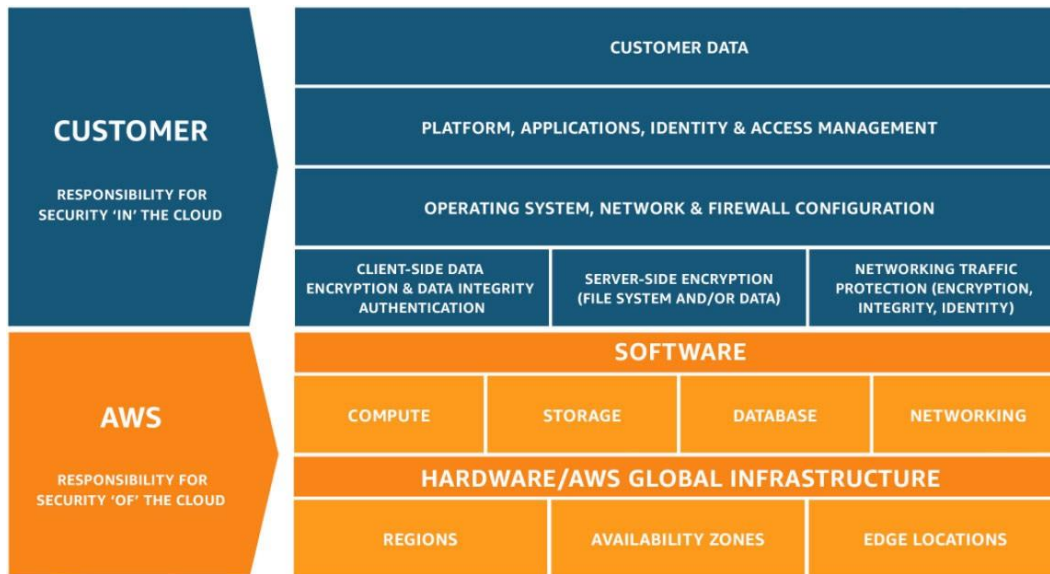 CUSTOMER
RESPONSIBILITY FOR
SECURITY ‘IN’ THE CLOUD
CUSTOMER DATA
PLATFORM, APPLICATIONS, IDENTITY & ACCESS MANAGEMENT
OPERATING SYSTEM, NETWORK & FIREWALL CONFIGURATION
CLIENT-SIDE DATA
ENCRYPTION & DATA INTEGRITY
AUTHENTICATION
SERVER-SIDE ENCRYPTION
(FILE SYSTEM AND/OR DATA)
NETWORKING TRAFFIC
PROTECTION (ENCRYPTION,
INTEGRITY, IDENTITY)
AWS
RESPONSIBILITY FOR
SECURITY ‘OF’ THE CLOUD
SOFTWARE
COMPUTE
STORAGE
DATABASE
NETWORKING
HARDWARE/AWS GLOBAL INFRASTRUCTURE
REGIONS
AVAILABILITY ZONES
EDGE LOCATIONS